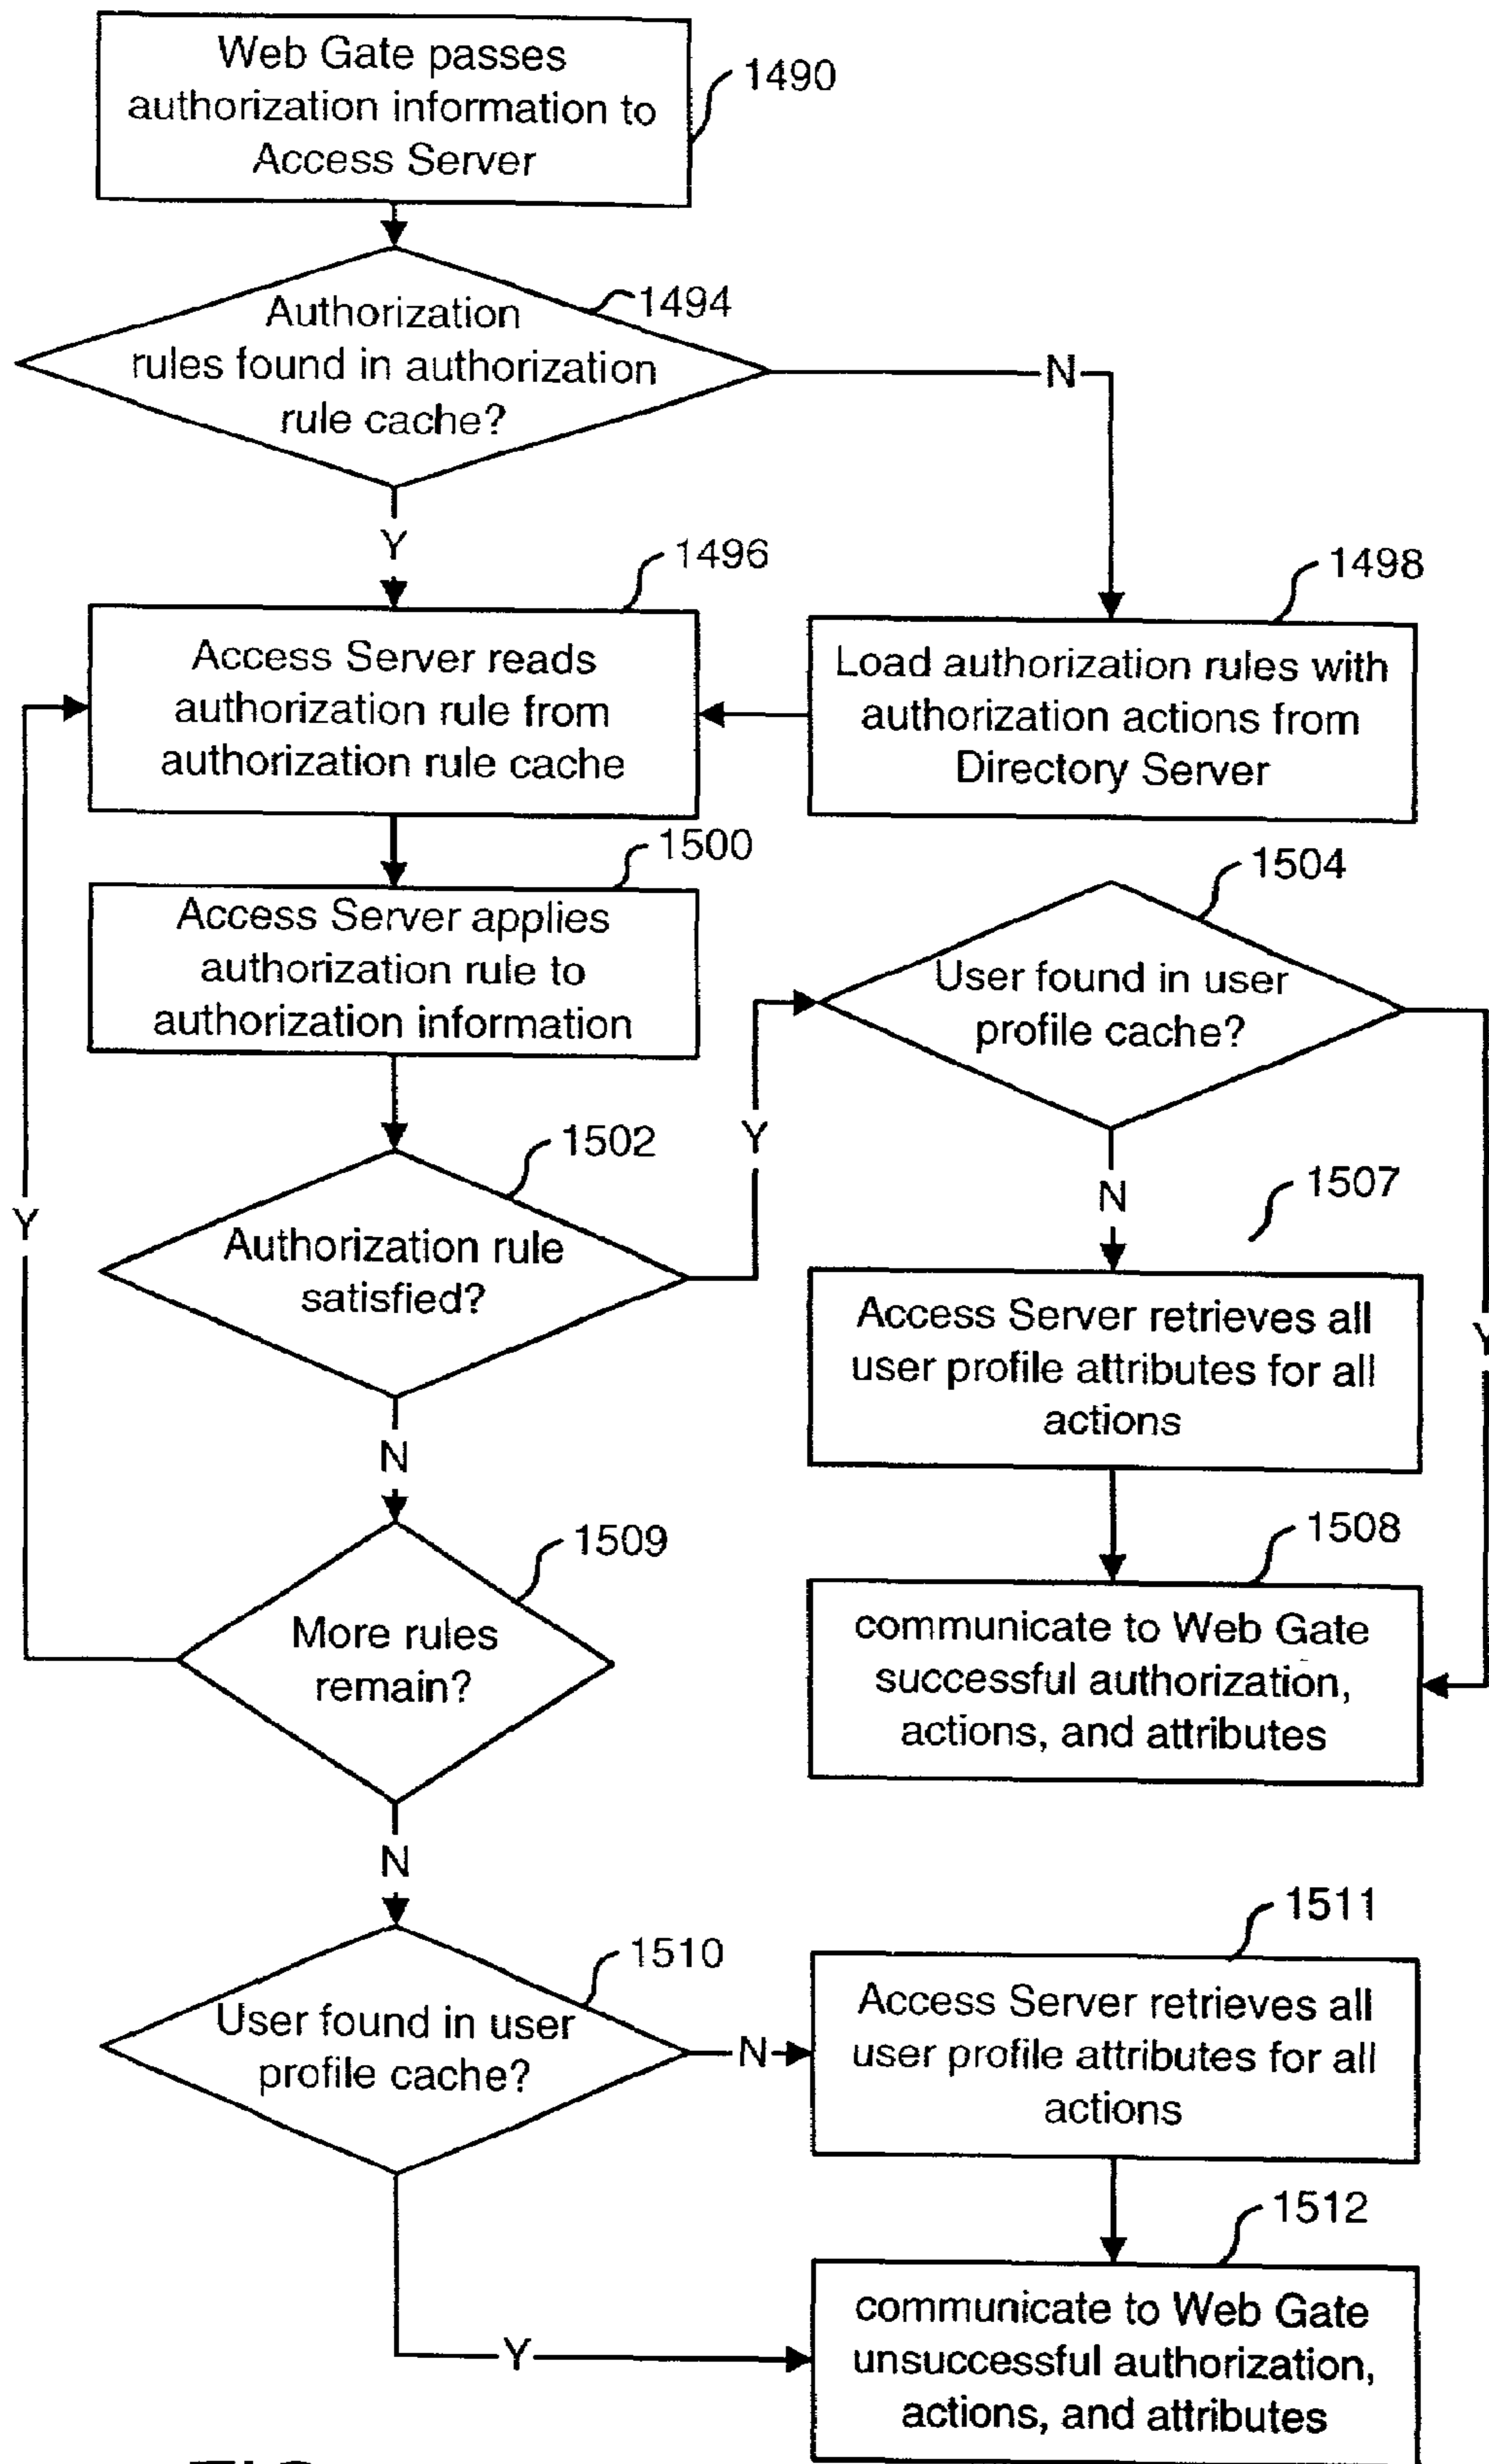 Web Gate passes
authorization information to
Access Server
1490
Authorization
rules found in authorization
rule cache?
1494
N
Y
1496
Access Server reads
authorization rule from
authorization rule cache
1498
Load authorization rules with
authorization actions from
Directory Server
1500
Access Server applies
authorization rule to
authorization information
1504
User found in user
profile cache?
Y
1502
Authorization rule
satisfied?
Y
N
1507
Access Server retrieves all
user profile attributes for all
actions
Y
N
1509
More rules
remain?
1508
communicate to Web Gate
successful authorization,
actions, and attributes
N
1510
User found in user
profile cache?
N
1511
Access Server retrieves all
user profile attributes for all
actions
1512
communicate to Web Gate
unsuccessful authorization,
actions, and attributes
Y